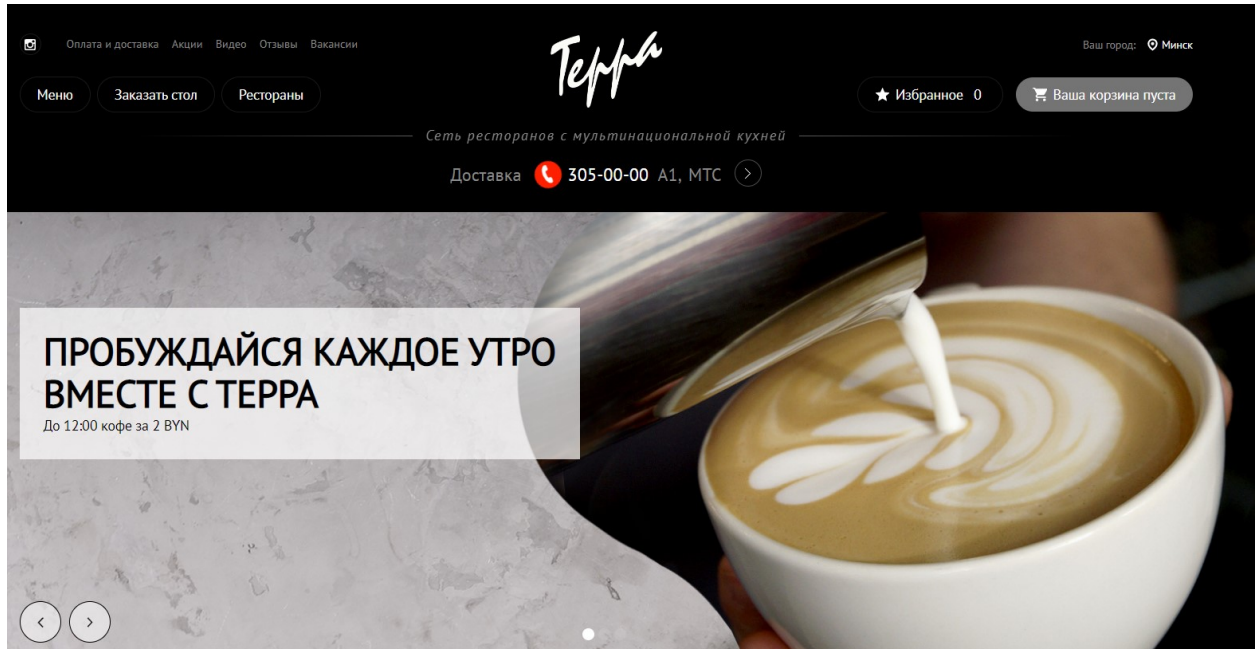 Оплата и доставка Акции Видео Отзывы Вакансии
Терра
Ваш город: Минск
Меню Заказать стол Рестораны
Избранное 0 Ваша корзина пуста
Сеть ресторанов с мультинациональной кухней
Доставка 305-00-00 A1, МТС
ПРОБУЖДАЙСЯ КАЖДОЕ УТРО
ВМЕСТЕ С ТЕРРА
До 12:00 кофе за 2 BYN